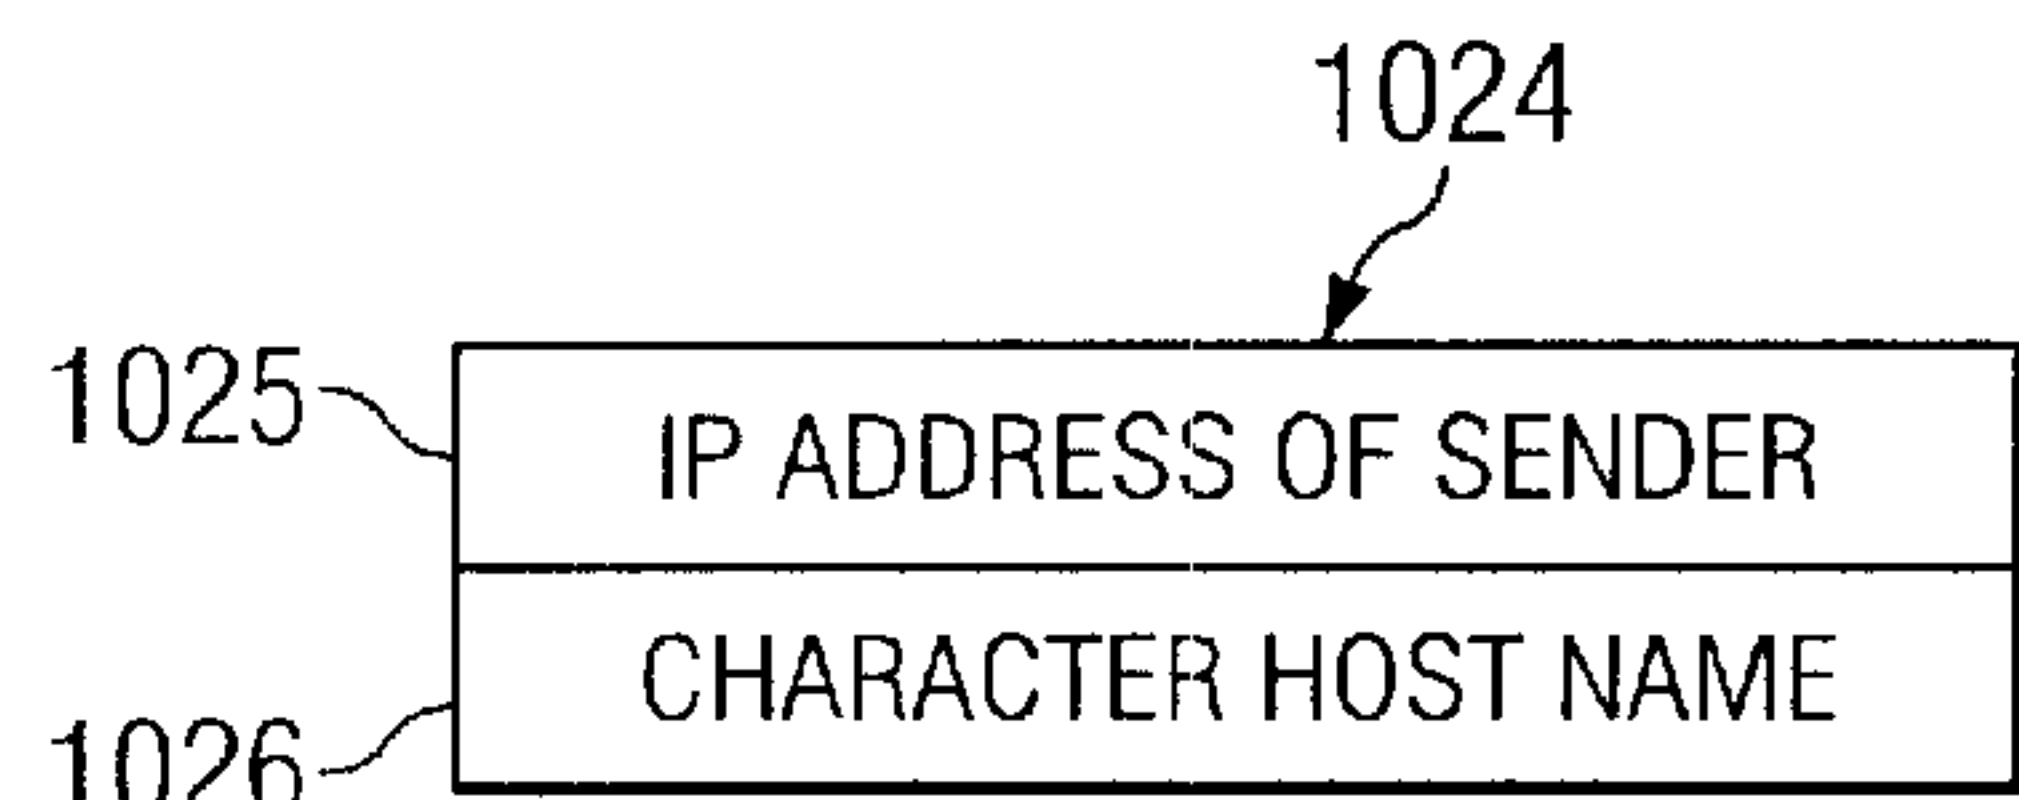 1024
1025
IP ADDRESS OF SENDER
CHARACTER HOST NAME
1026